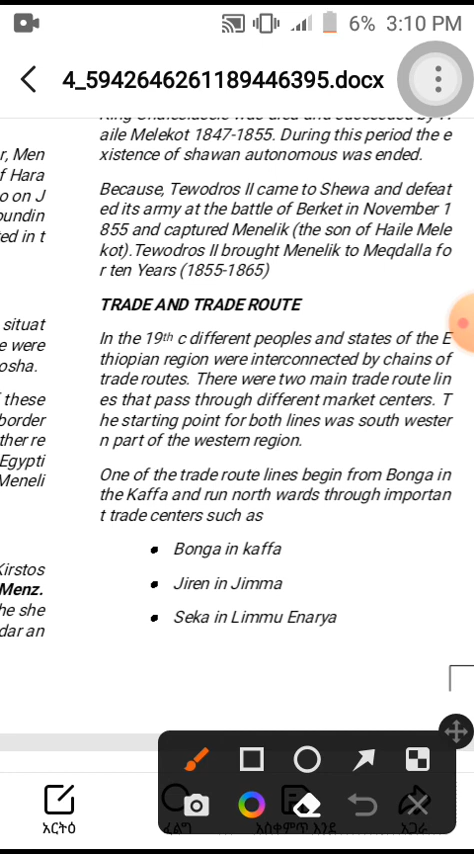 6% 3:10 PM
4_5942646261189446395.docx
aile Melekot 1847-1855. During this period the e
xistence of shawan autonomous was ended.
Because, Tewodros II came to Shewa and defeat
ed its army at the battle of Berket in November 1
855 and captured Menelik (the son of Haile Mele
kot).Tewodros II brought Menelik to Meqdalla fo
r ten Years (1855-1865)
TRADE AND TRADE ROUTE
In the 19th c different peoples and states of the E
thiopian region were interconnected by chains of
trade routes. There were two main trade route lin
es that pass through different market centers. T
he starting point for both lines was south wester
n part of the western region.
One of the trade route lines begin from Bonga in
the Kaffa and run north wards through importan
t trade centers such as
• Bonga in kaffa
• Jiren in Jimma
• Seka in Limmu Enarya
r, Men
f Hara
o on J
oundin
ed in t
situat
e were
osha.
these
border
ther re
Egypti
Meneli
Kirstos
Menz.
he she
dar an
አርትዕ
ፈልግ
አስቀምጥ እንደ
አጋራ